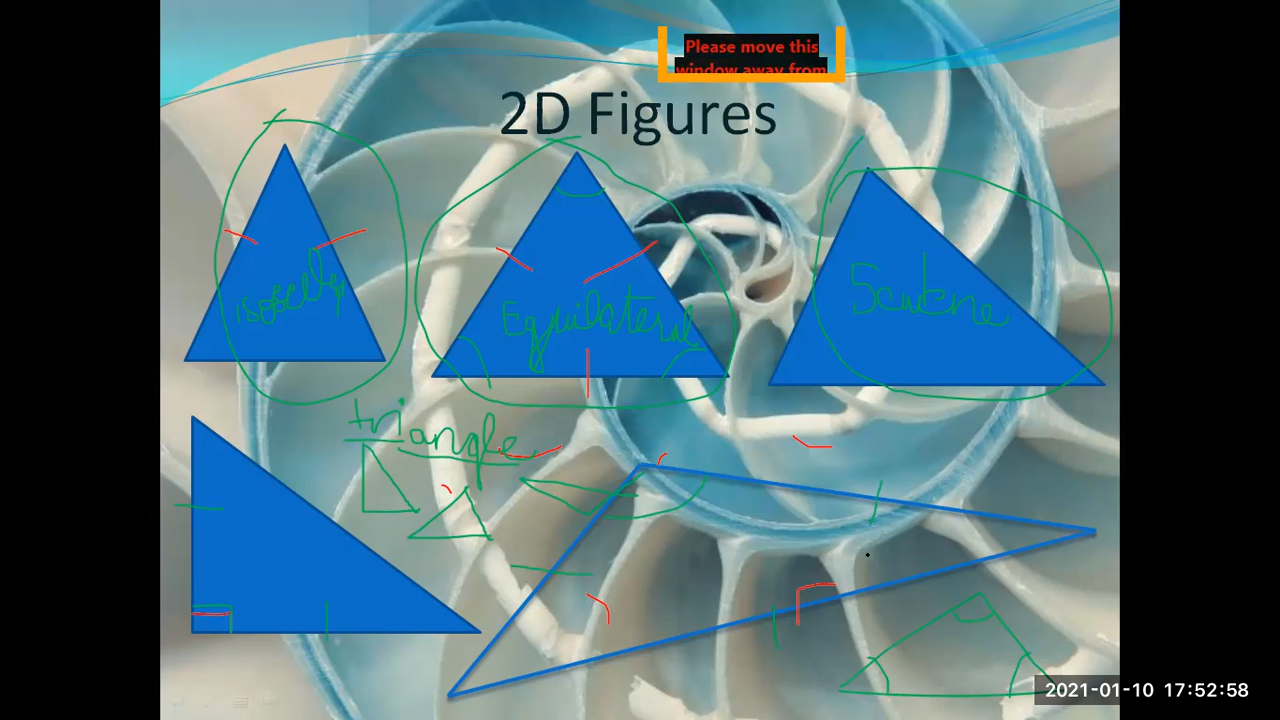 Please move this
window away from
2D Figures
isosceles
Equilateral
Scalene
triangle
2021-01-10 17:52:58